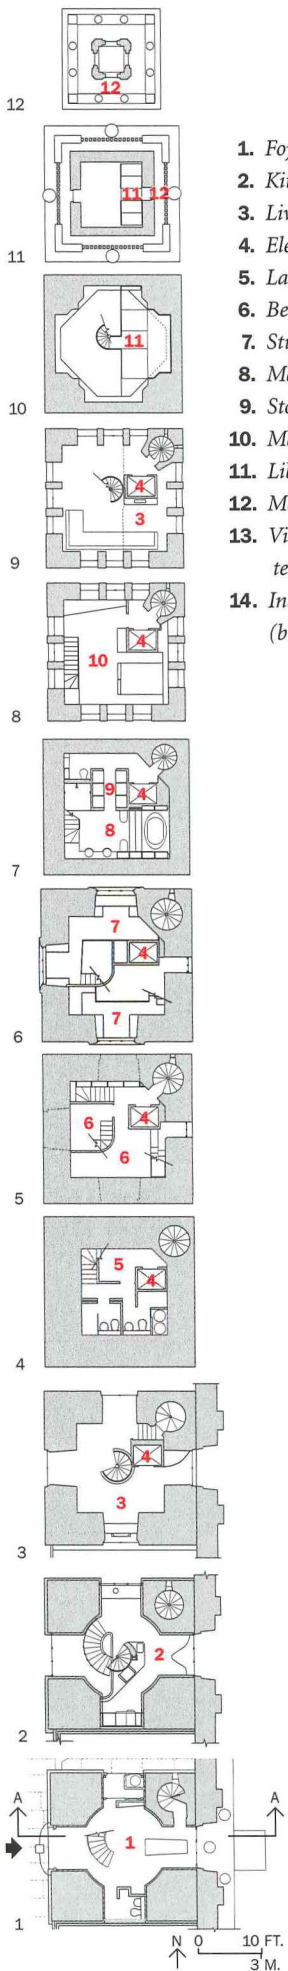 12
12
11
11 12
10
11
9
4
3
8
4
10
7
9
4
8
6
7
4
7
5
4
6
6
4
5
4
3
4
3
2
2
A
A
1
1
N 0 10 FT.
3 M.
1. Foy
2. Kit
3. Liv
4. Ele
5. La
6. Be
7. Stu
8. Ma
9. Sto
10. Ma
11. Lib
12. M
13. Vi
te
14. In
(b